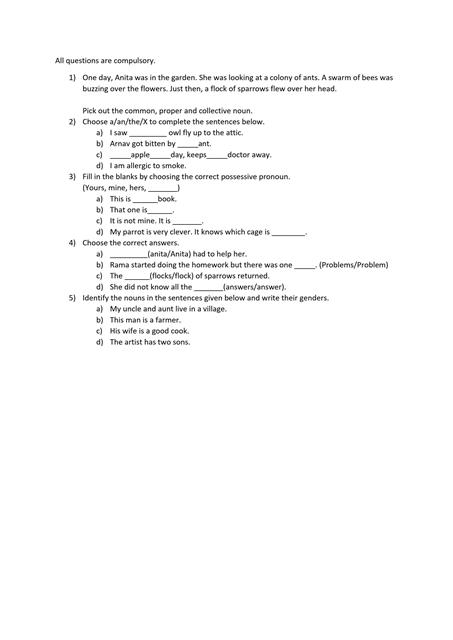 All questions are compulsory.
1) One day, Anita was in the garden. She was looking at a colony of ants. A swarm of bees was
buzzing over the flowers. Just then, a flock of sparrows flew over her head.
Pick out the common, proper and collective noun.
2) Choose a/an/the/X to complete the sentences below.
a) I saw _________ owl fly up to the attic.
b) Arnav got bitten by _____ant.
c) _____apple_____day, keeps_____doctor away.
d) I am allergic to smoke.
3) Fill in the blanks by choosing the correct possessive pronoun.
(Yours, mine, hers, _______)
a) This is ______book.
b) That one is______.
c) It is not mine. It is _______.
d) My parrot is very clever. It knows which cage is ________.
4) Choose the correct answers.
a) _________(anita/Anita) had to help her.
b) Rama started doing the homework but there was one _____. (Problems/Problem)
c) The ______(flocks/flock) of sparrows returned.
d) She did not know all the _______(answers/answer).
5) Identify the nouns in the sentences given below and write their genders.
a) My uncle and aunt live in a village.
b) This man is a farmer.
c) His wife is a good cook.
d) The artist has two sons.